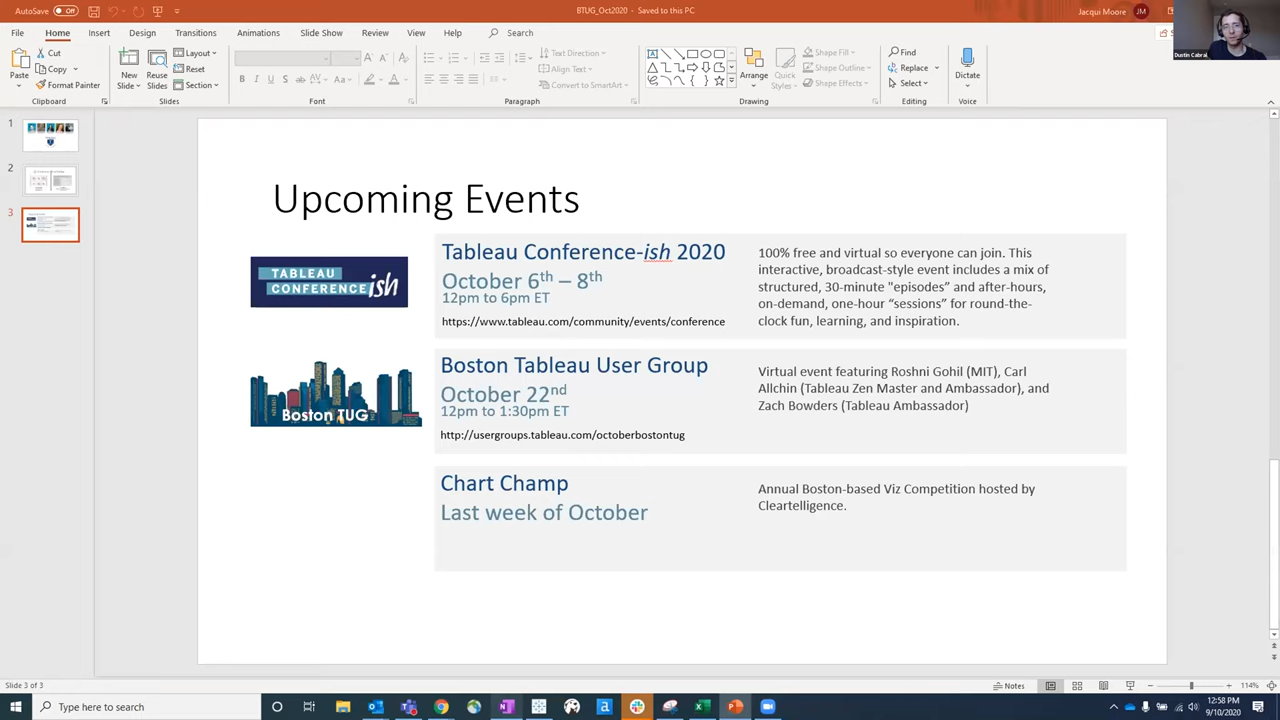 AutoSave Off
BTUG_Oct2020 - Saved to this PC
Jacqui Moore JM
File Home Insert Design Transitions Animations Slide Show Review View Help Search
Paste
Cut
Copy
Format Painter
Clipboard
New Slide
Reuse Slides
Layout
Reset
Section
Slides
B I U S ab AV Aa A
Font
Text Direction
Align Text
Convert to SmartArt
Paragraph
Arrange
Quick Styles
Shape Fill
Shape Outline
Shape Effects
Drawing
Find
Replace
Select
Editing
Dictate
Voice
Dustin Cabral
1
2
3
Upcoming Events
TABLEAU
CONFERENCEish
Tableau Conference-ish 2020
October 6th – 8th
12pm to 6pm ET
https://www.tableau.com/community/events/conference
100% free and virtual so everyone can join. This
interactive, broadcast-style event includes a mix of
structured, 30-minute "episodes” and after-hours,
on-demand, one-hour “sessions” for round-the-
clock fun, learning, and inspiration.
Boston TUG
Boston Tableau User Group
October 22nd
12pm to 1:30pm ET
http://usergroups.tableau.com/octoberbostontug
Virtual event featuring Roshni Gohil (MIT), Carl
Allchin (Tableau Zen Master and Ambassador), and
Zach Bowders (Tableau Ambassador)
Chart Champ
Last week of October
Annual Boston-based Viz Competition hosted by
Cleartelligence.
Slide 3 of 3
Notes
114%
Type here to search
12:58 PM
9/10/2020